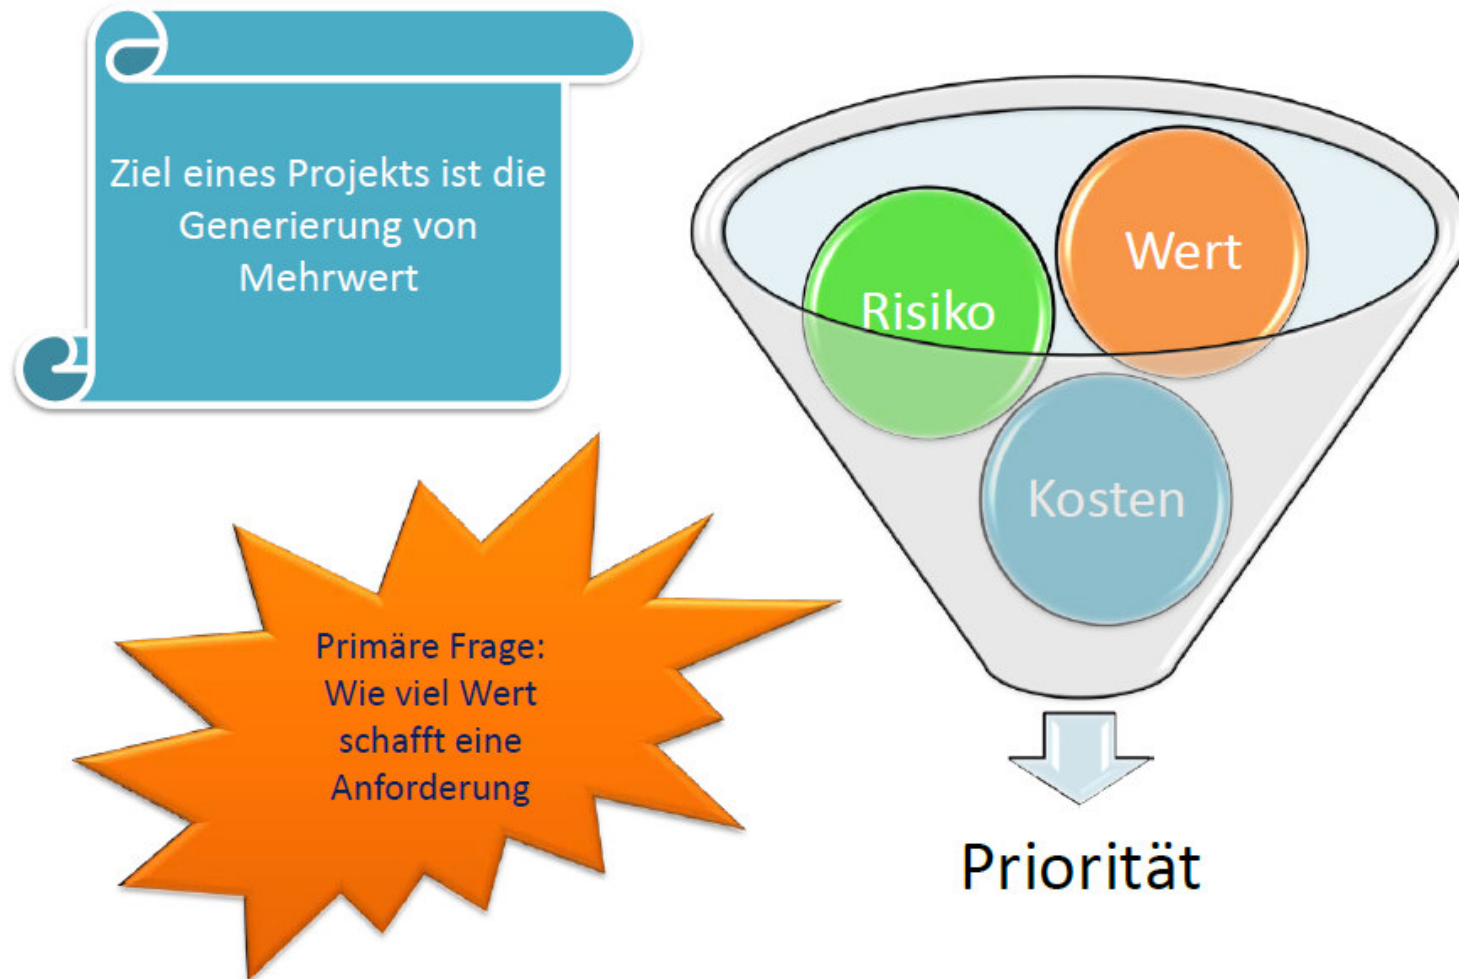 Ziel eines Projekts ist die
Generierung von
Mehrwert
Wert
Risiko
Kosten
Primäre Frage:
Wie viel Wert
schafft eine
Anforderung
Priorität